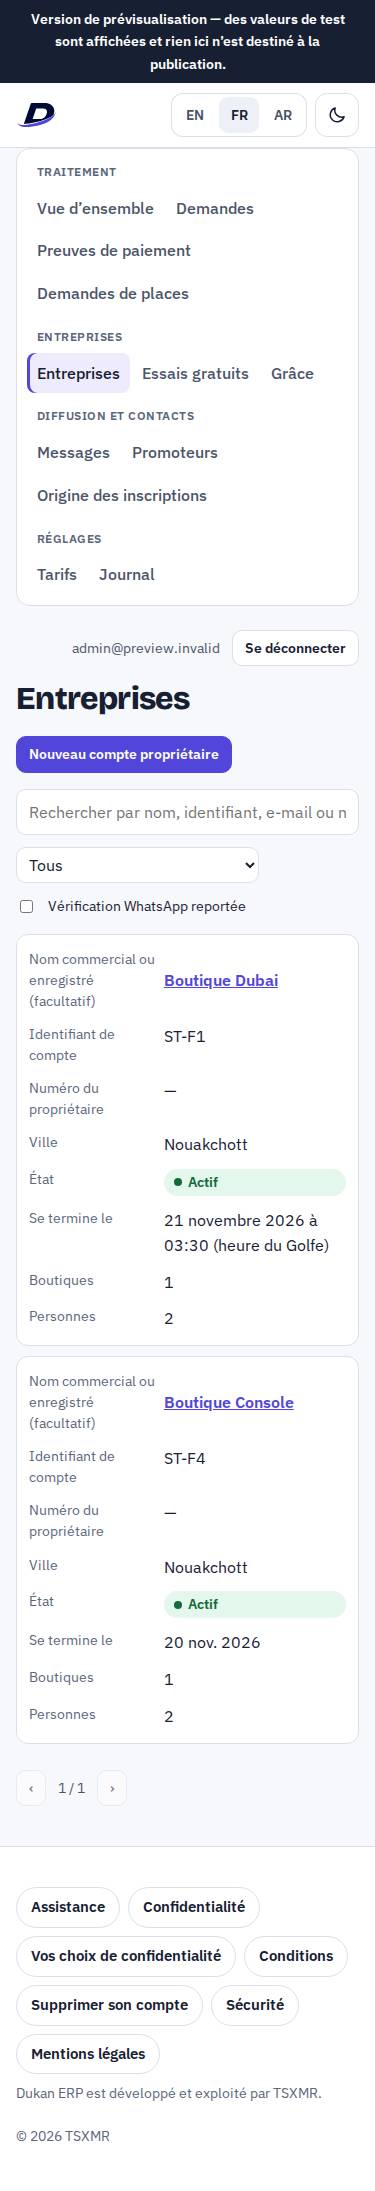 Version de prévisualisation — des valeurs de test
sont affichées et rien ici n’est destiné à la
publication.
D
EN FR AR
TRAITEMENT
Vue d’ensemble Demandes
Preuves de paiement
Demandes de places
ENTREPRISES
Entreprises Essais gratuits Grâce
DIFFUSION ET CONTACTS
Messages Promoteurs
Origine des inscriptions
RÉGLAGES
Tarifs Journal
admin@preview.invalid Se déconnecter
Entreprises
Nouveau compte propriétaire
Rechercher par nom, identifiant, e-mail ou n
Tous
Vérification WhatsApp reportée
Nom commercial ou
enregistré
(facultatif)
Boutique Dubai
Identifiant de
compte
ST-F1
Numéro du
propriétaire
—
Ville Nouakchott
État Actif
Se termine le 21 novembre 2026 à
03:30 (heure du Golfe)
Boutiques 1
Personnes 2
Nom commercial ou
enregistré
(facultatif)
Boutique Console
Identifiant de
compte
ST-F4
Numéro du
propriétaire
—
Ville Nouakchott
État Actif
Se termine le 20 nov. 2026
Boutiques 1
Personnes 2
‹ 1 / 1 ›
Assistance Confidentialité
Vos choix de confidentialité Conditions
Supprimer son compte Sécurité
Mentions légales
Dukan ERP est développé et exploité par TSXMR.
© 2026 TSXMR